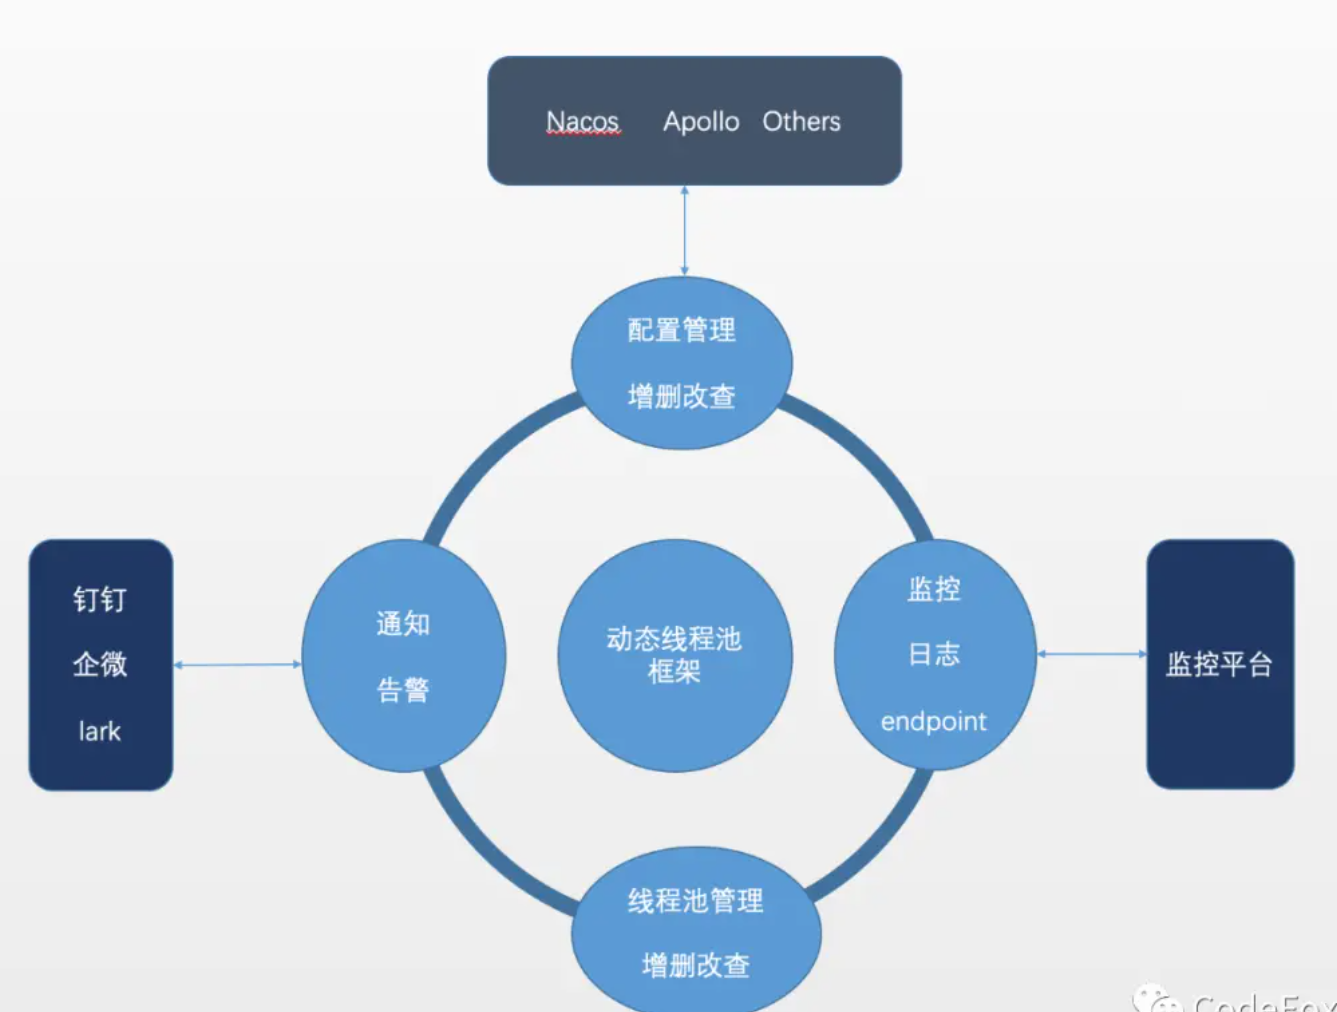 Nacos Apollo Others
配置管理
增删改查
钉钉
企微
lark
通知
告警
动态线程池
框架
监控
日志
endpoint
监控平台
线程池管理
增删改查
CodeFox